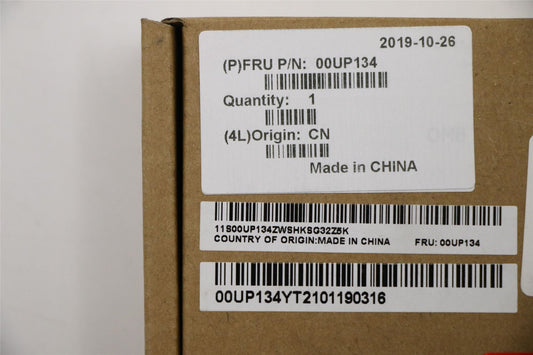 2019-10-26
(P)FRU P/N: 00UP134
Quantity: 1
(4L)Origin: CN
Made in CHINA
11S00UP134ZWSHKSG32Z5K
COUNTRY OF ORIGIN:MADE IN CHINA FRU: 00UP134
00UP134YT2101190316